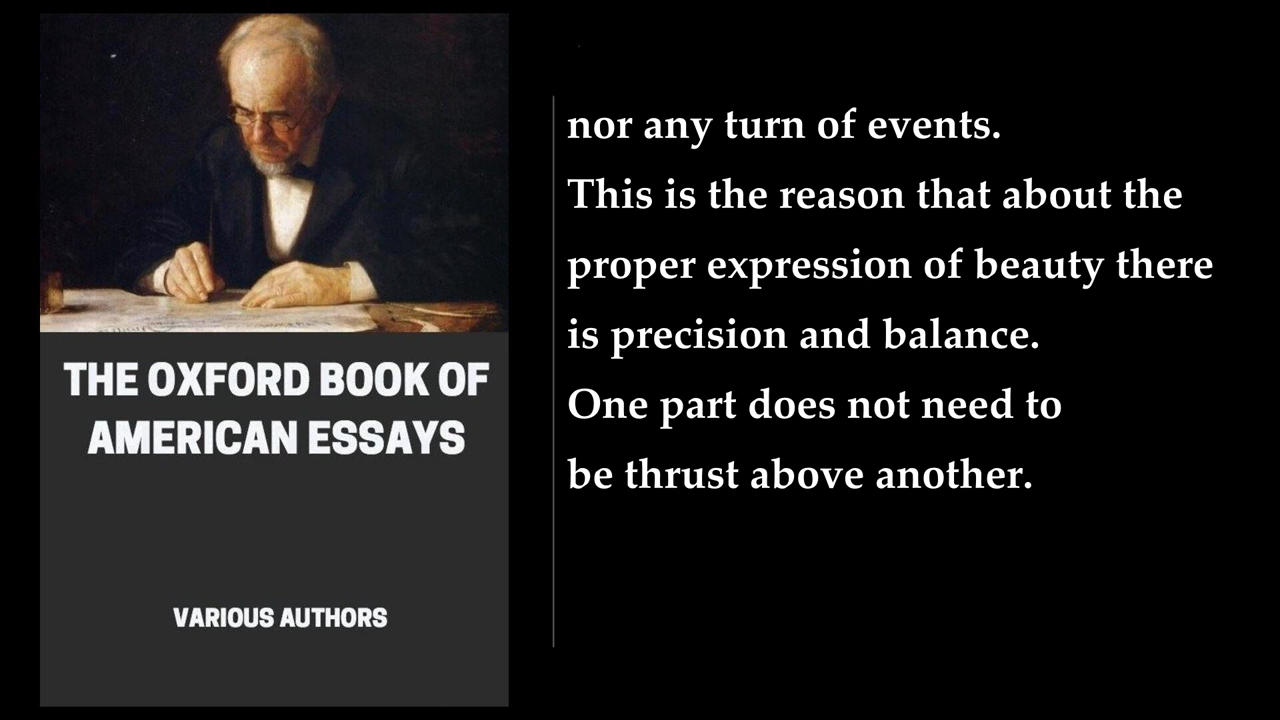 THE OXFORD BOOK OF
AMERICAN ESSAYS
VARIOUS AUTHORS
nor any turn of events.
This is the reason that about the
proper expression of beauty there
is precision and balance.
One part does not need to
be thrust above another.